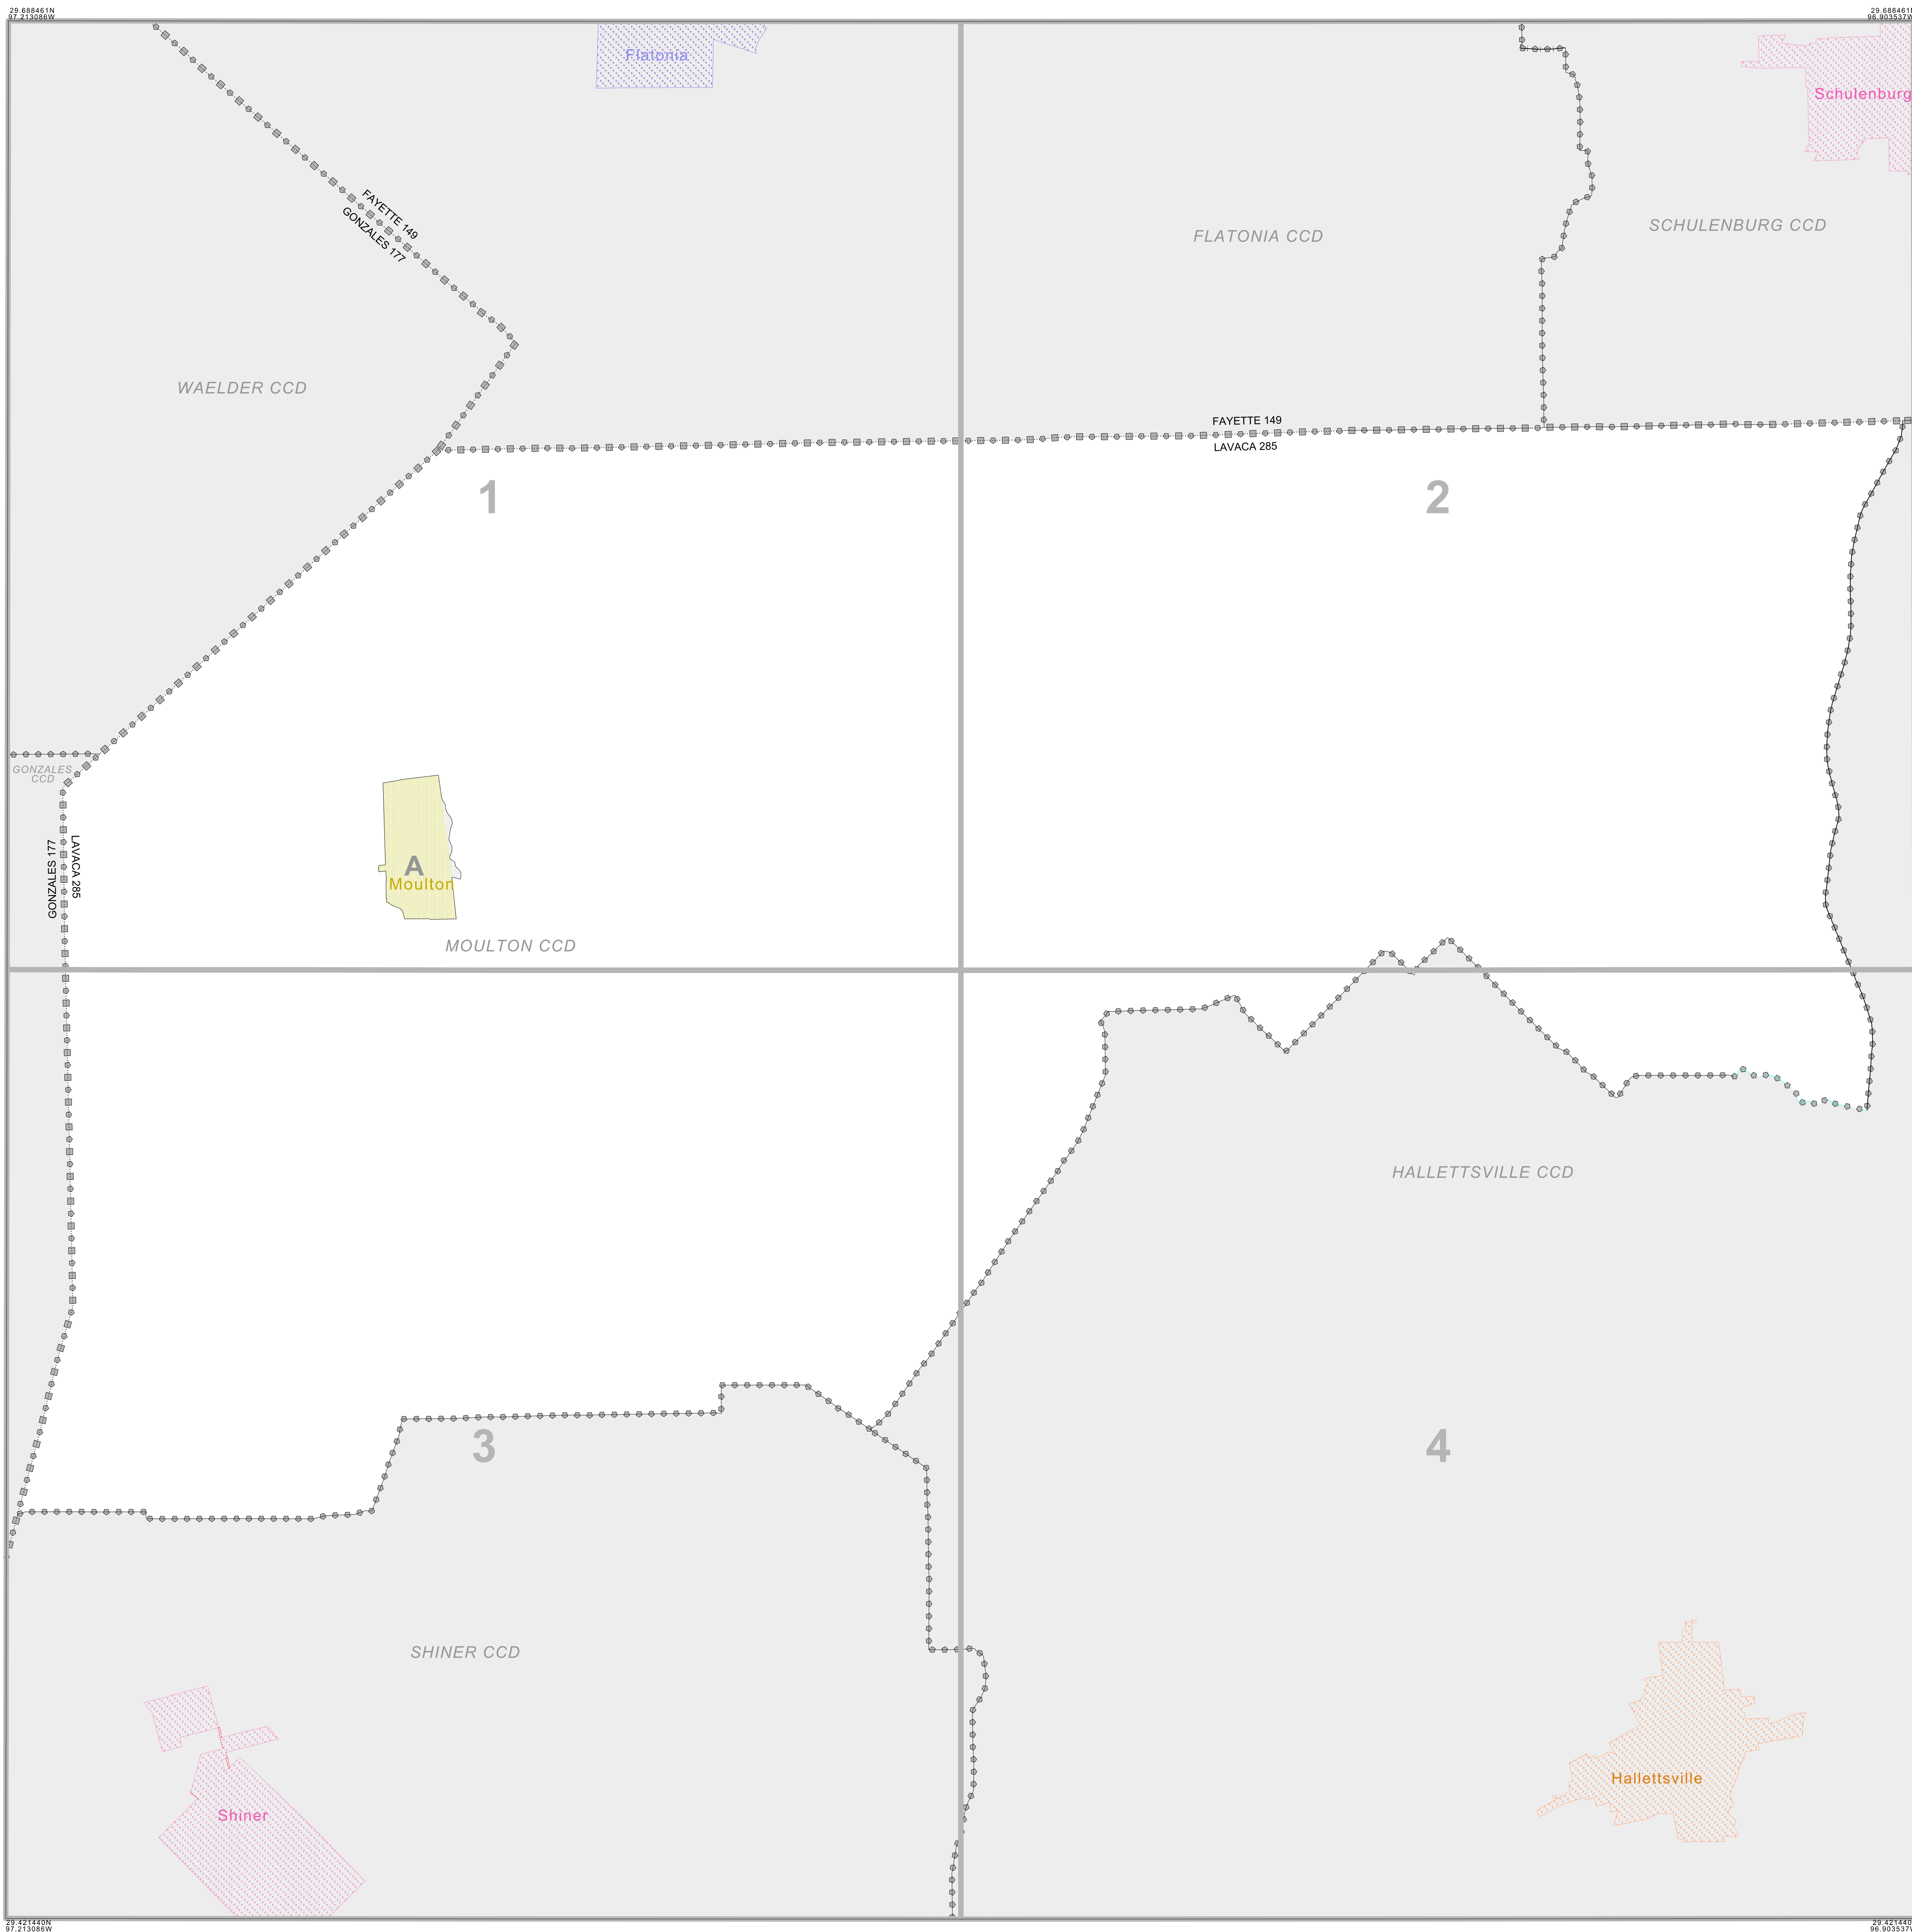 29.688461N
97.213086W
29.688461N
96.903537W
Flatonia
Schulenburg
FAYETTE 149
GONZALES 177
FLATONIA CCD
SCHULENBURG CCD
WAELDER CCD
FAYETTE 149
LAVACA 285
1
2
GONZALES
CCD
GONZALES 177
LAVACA 285
A
Moulton
MOULTON CCD
HALLETTSVILLE CCD
3
4
SHINER CCD
Hallettsville
Shiner
29.421440N
97.213086W
29.421440N
96.903537W